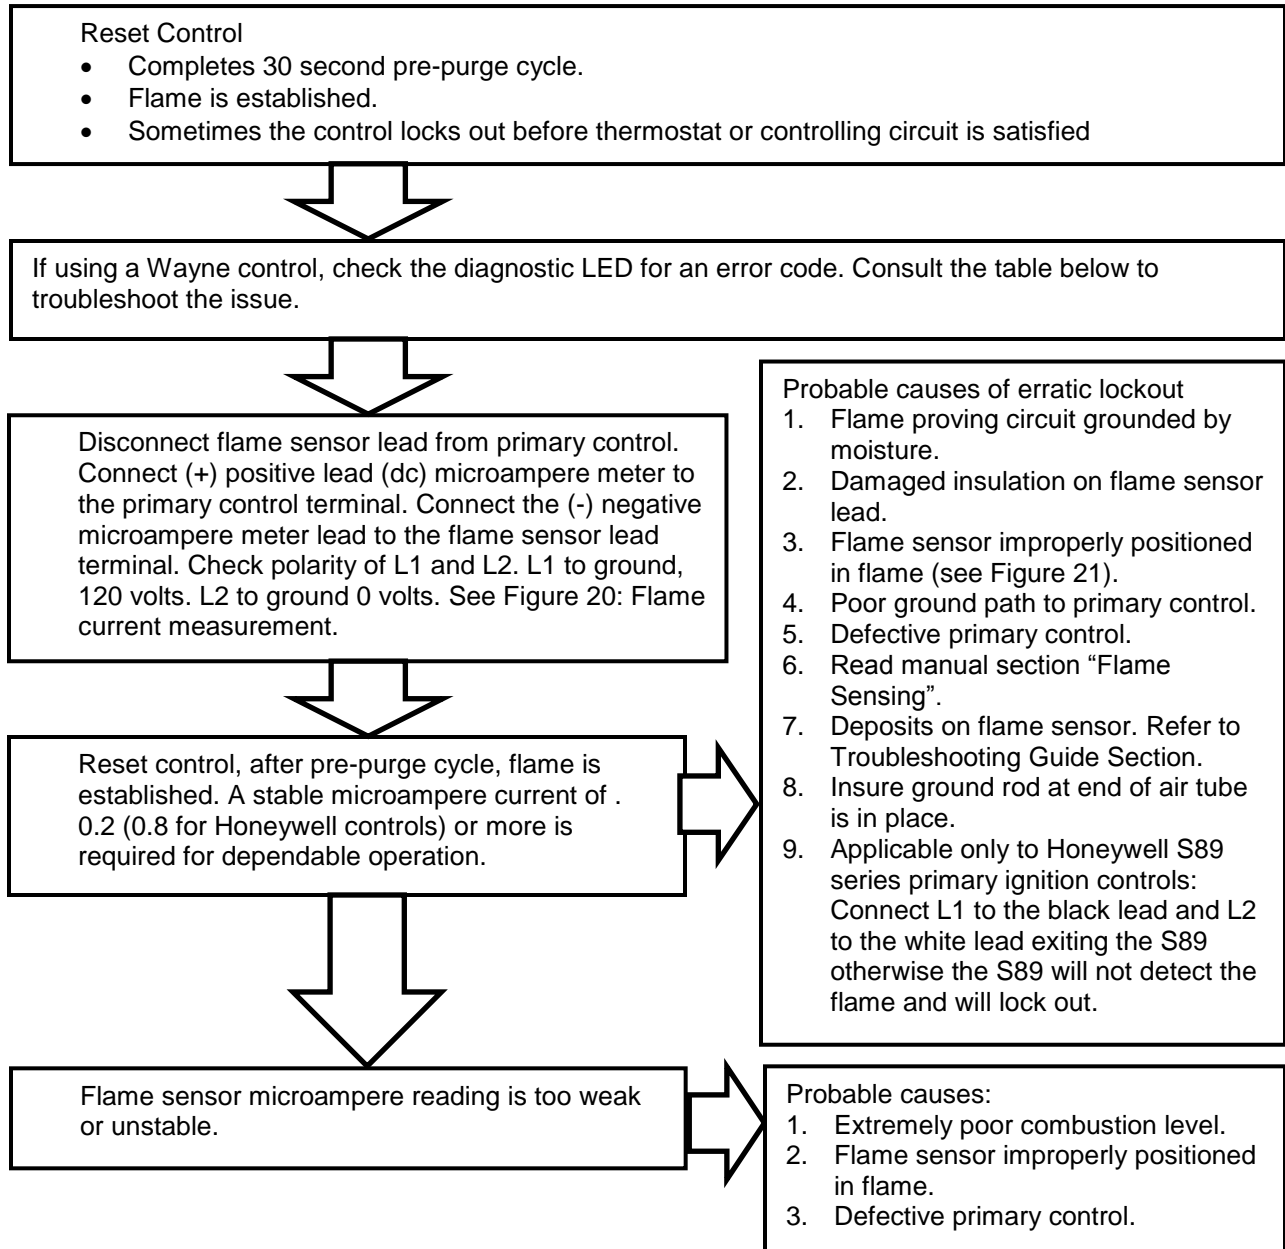 Reset Control
• Completes 30 second pre-purge cycle.
• Flame is established.
• Sometimes the control locks out before thermostat or controlling circuit is satisfied
If using a Wayne control, check the diagnostic LED for an error code. Consult the table below to
troubleshoot the issue.
Disconnect flame sensor lead from primary control.
Connect (+) positive lead (dc) microampere meter to
the primary control terminal. Connect the (-) negative
microampere meter lead to the flame sensor lead
terminal. Check polarity of L1 and L2. L1 to ground,
120 volts. L2 to ground 0 volts. See Figure 20: Flame
current measurement.
Reset control, after pre-purge cycle, flame is
established. A stable microampere current of .
0.2 (0.8 for Honeywell controls) or more is
required for dependable operation.
Probable causes of erratic lockout
1. Flame proving circuit grounded by
moisture.
2. Damaged insulation on flame sensor
lead.
3. Flame sensor improperly positioned
in flame (see Figure 21).
4. Poor ground path to primary control.
5. Defective primary control.
6. Read manual section “Flame
Sensing”.
7. Deposits on flame sensor. Refer to
Troubleshooting Guide Section.
8. Insure ground rod at end of air tube
is in place.
9. Applicable only to Honeywell S89
series primary ignition controls:
Connect L1 to the black lead and L2
to the white lead exiting the S89
otherwise the S89 will not detect the
flame and will lock out.
Flame sensor microampere reading is too weak
or unstable.
Probable causes:
1. Extremely poor combustion level.
2. Flame sensor improperly positioned
in flame.
3. Defective primary control.